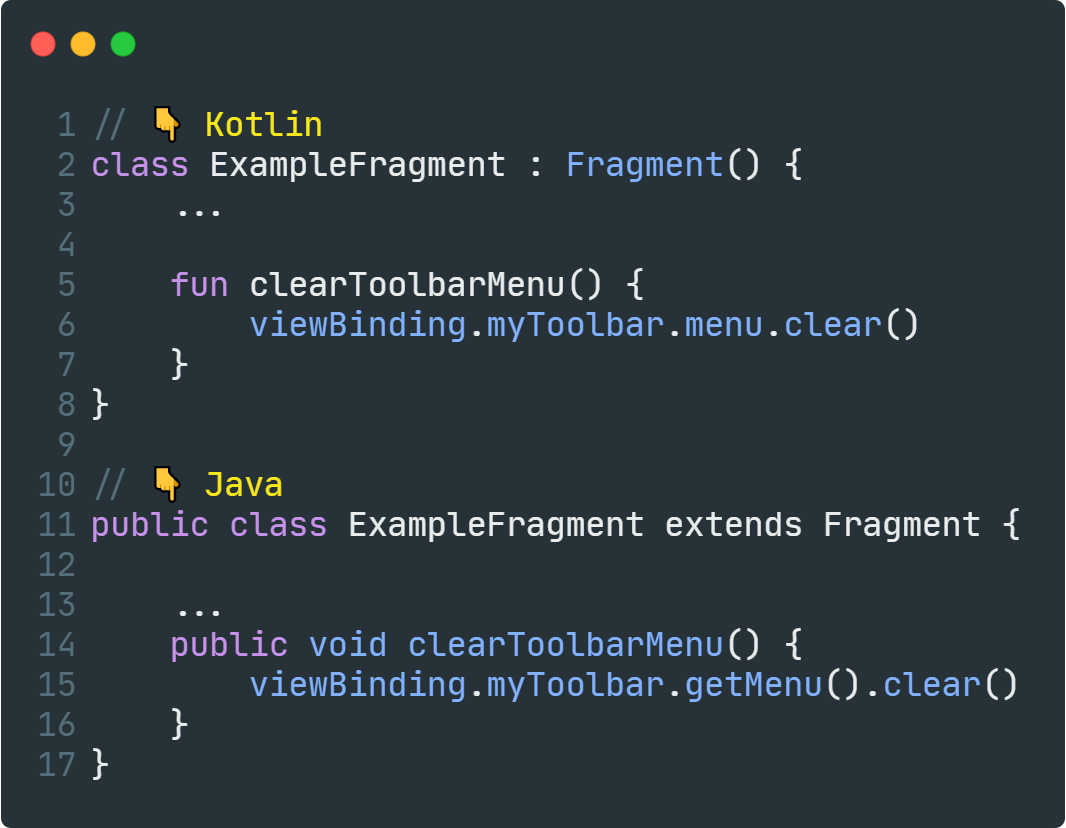 1 // 👇 Kotlin
2 class ExampleFragment : Fragment() {
3     ...
4
5     fun clearToolbarMenu() {
6         viewBinding.myToolbar.menu.clear()
7     }
8 }
9
10 // 👇 Java
11 public class ExampleFragment extends Fragment {
12
13     ...
14     public void clearToolbarMenu() {
15         viewBinding.myToolbar.getMenu().clear()
16     }
17 }